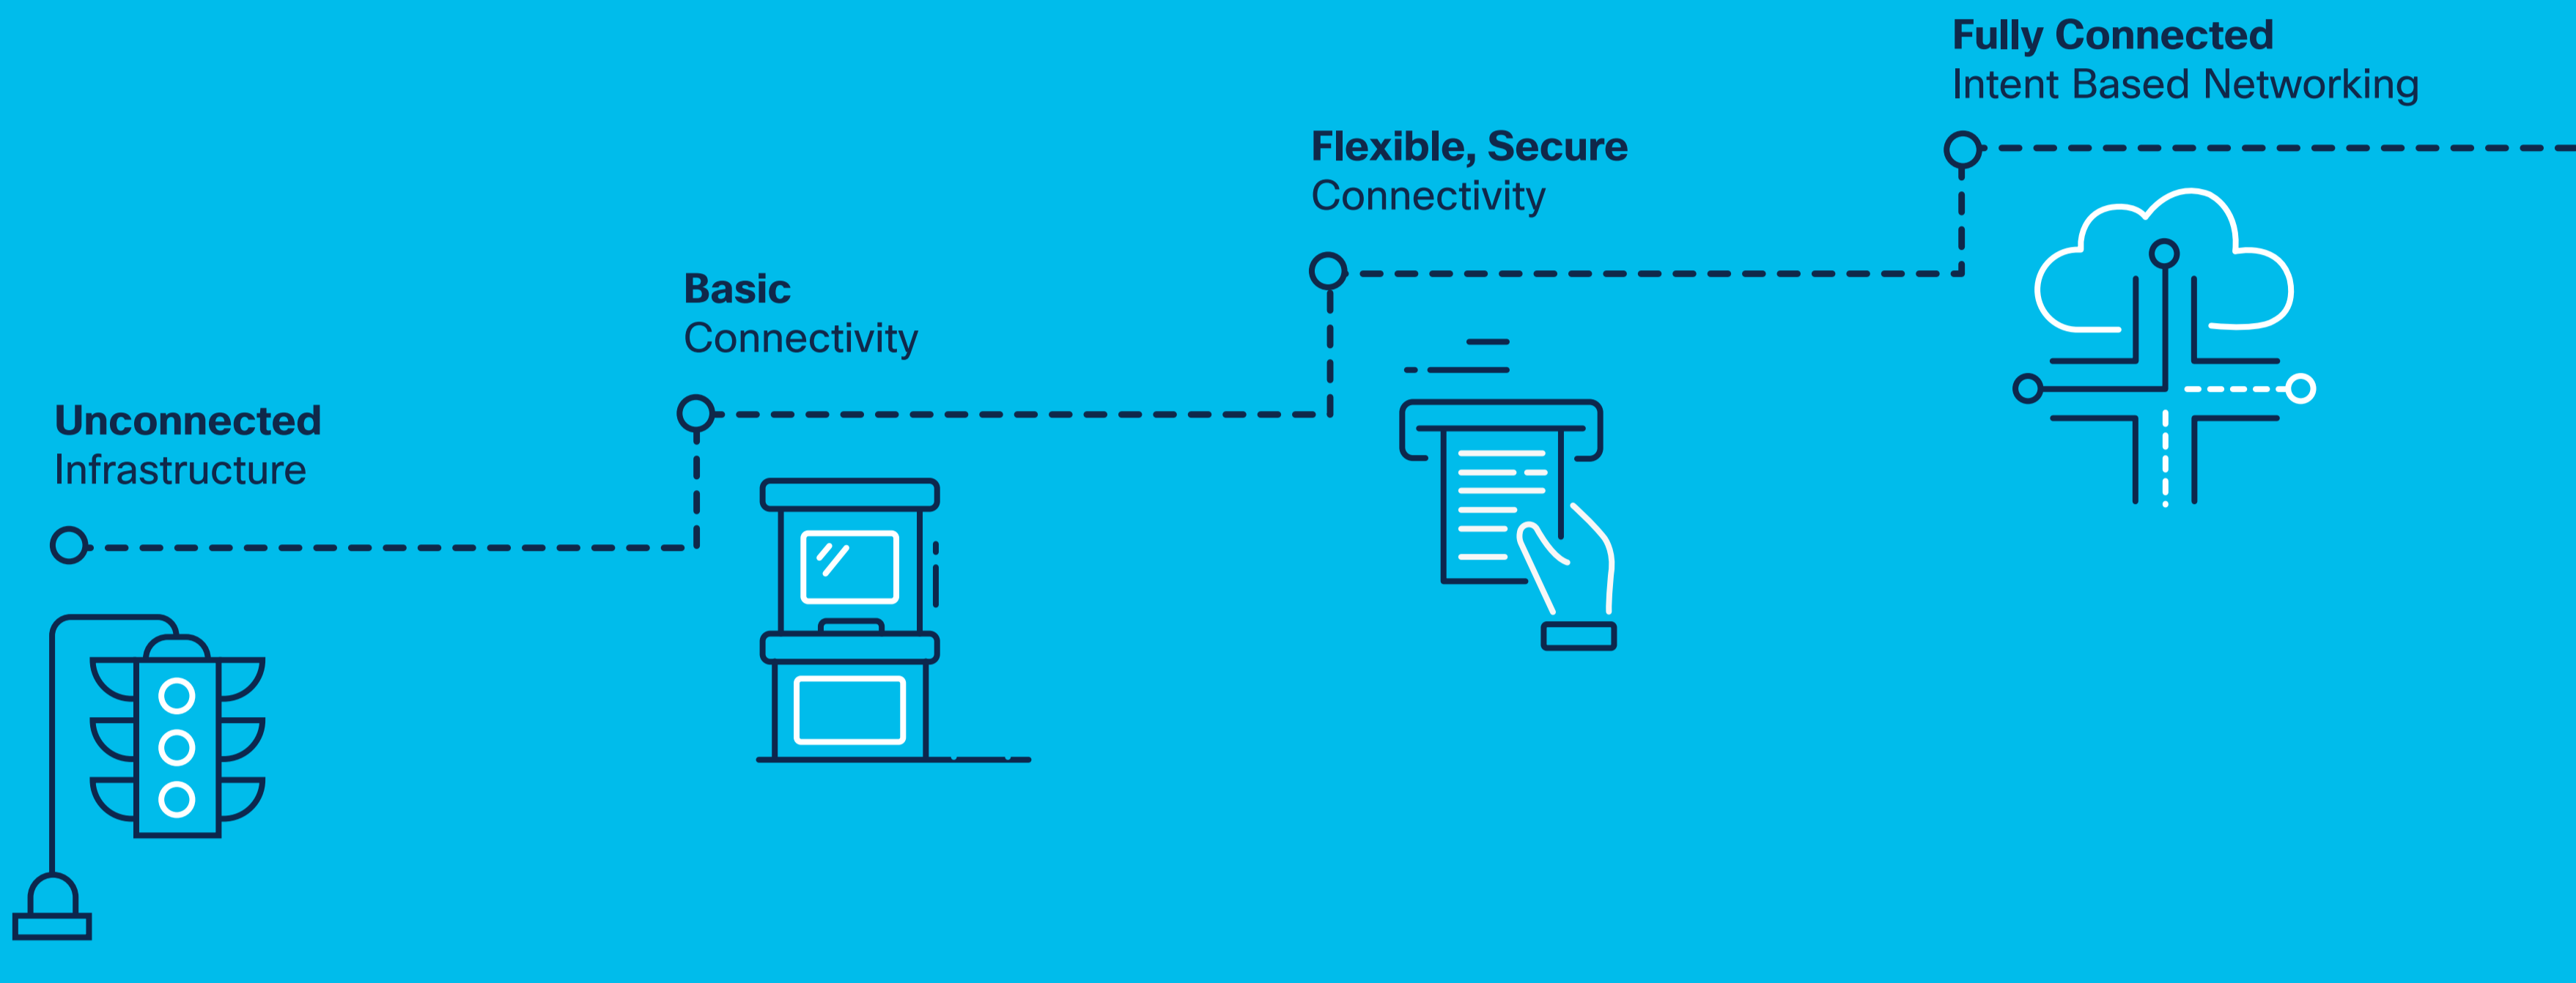 Unconnected
Infrastructure
Basic
Connectivity
Flexible, Secure
Connectivity
Fully Connected
Intent Based Networking